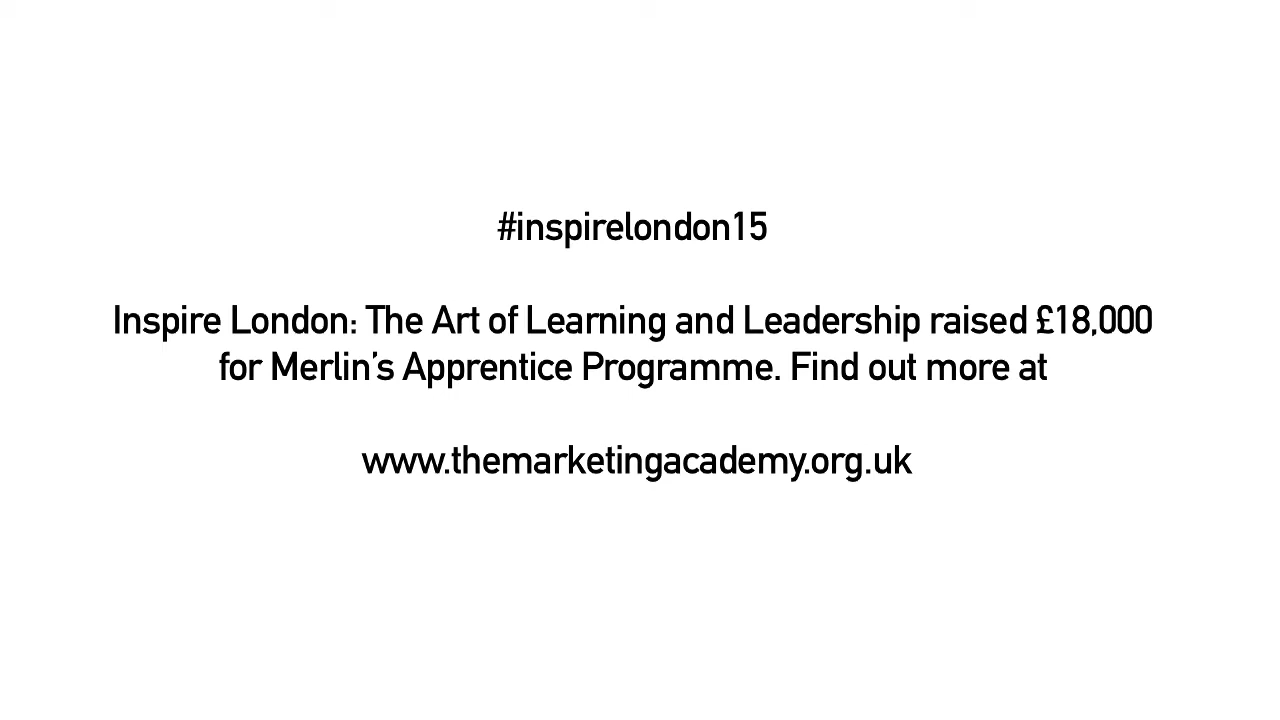 #inspirelondon15
Inspire London: The Art of Learning and Leadership raised £18,000
for Merlin’s Apprentice Programme. Find out more at
www.themarketingacademy.org.uk